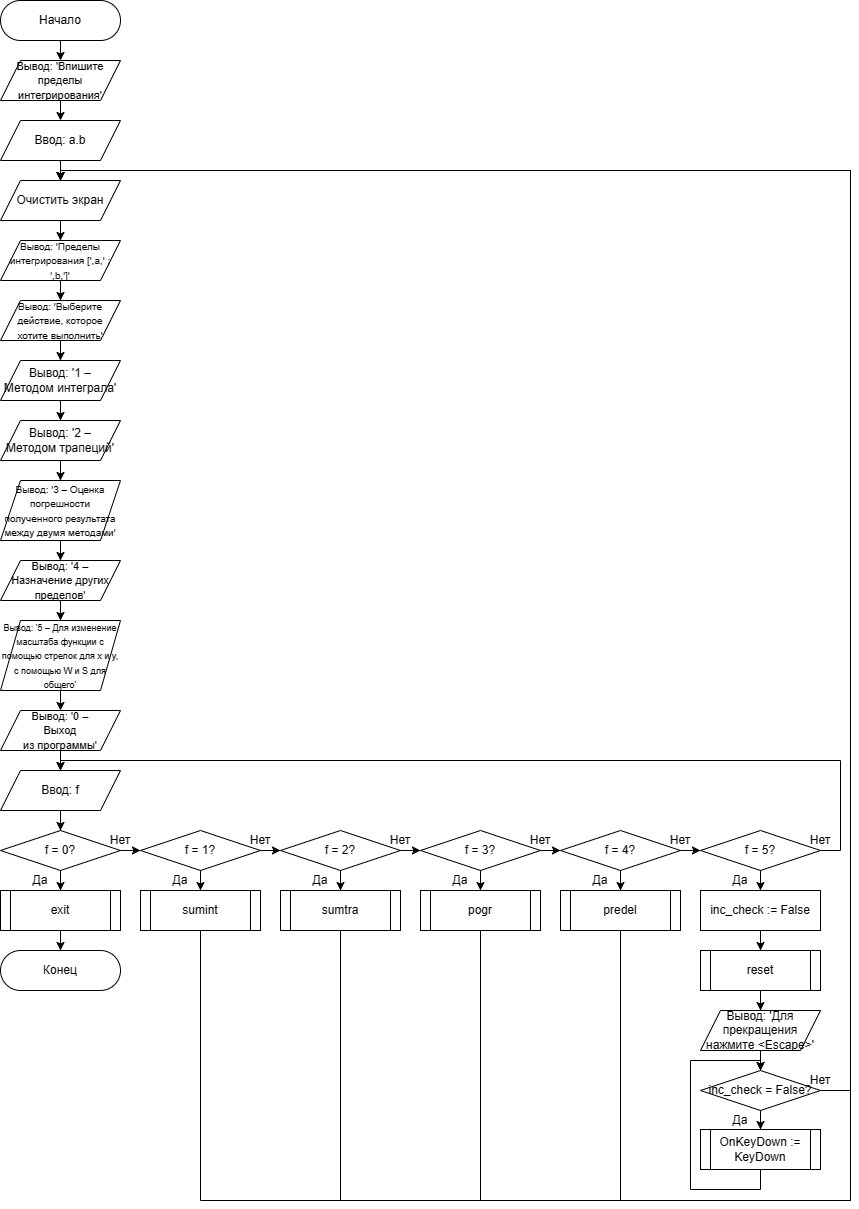 Начало
Вывод: 'Впишите
пределы
интегрирования'
Ввод: a.b
Очистить экран
Вывод: 'Пределы
интегрирования [',a,' :
',b,']'
Вывод: 'Выберите
действие, которое
хотите выполнить'
Вывод: '1 –
Методом интеграла'
Вывод: '2 –
Методом трапеций'
Вывод: '3 – Оценка
погрешности
полученного результата
между двумя методами'
Вывод: '4 –
Назначение других
пределов'
Вывод: '5 – Для изменение
масштаба функции с
помощью стрелок для x и y,
с помощью W и S для
общего'
Вывод: '0 –
Выход
из программы'
Ввод: f
f = 0?
Нет
f = 1?
Нет
f = 2?
Нет
f = 3?
Нет
f = 4?
Нет
f = 5?
Нет
Да
Да
Да
Да
Да
Да
exit
sumint
sumtra
pogr
predel
inc_check := False
Конец
reset
Вывод: 'Для
прекращения
нажмите <Escape>'
inc_check = False?
Нет
Да
OnKeyDown :=
KeyDown